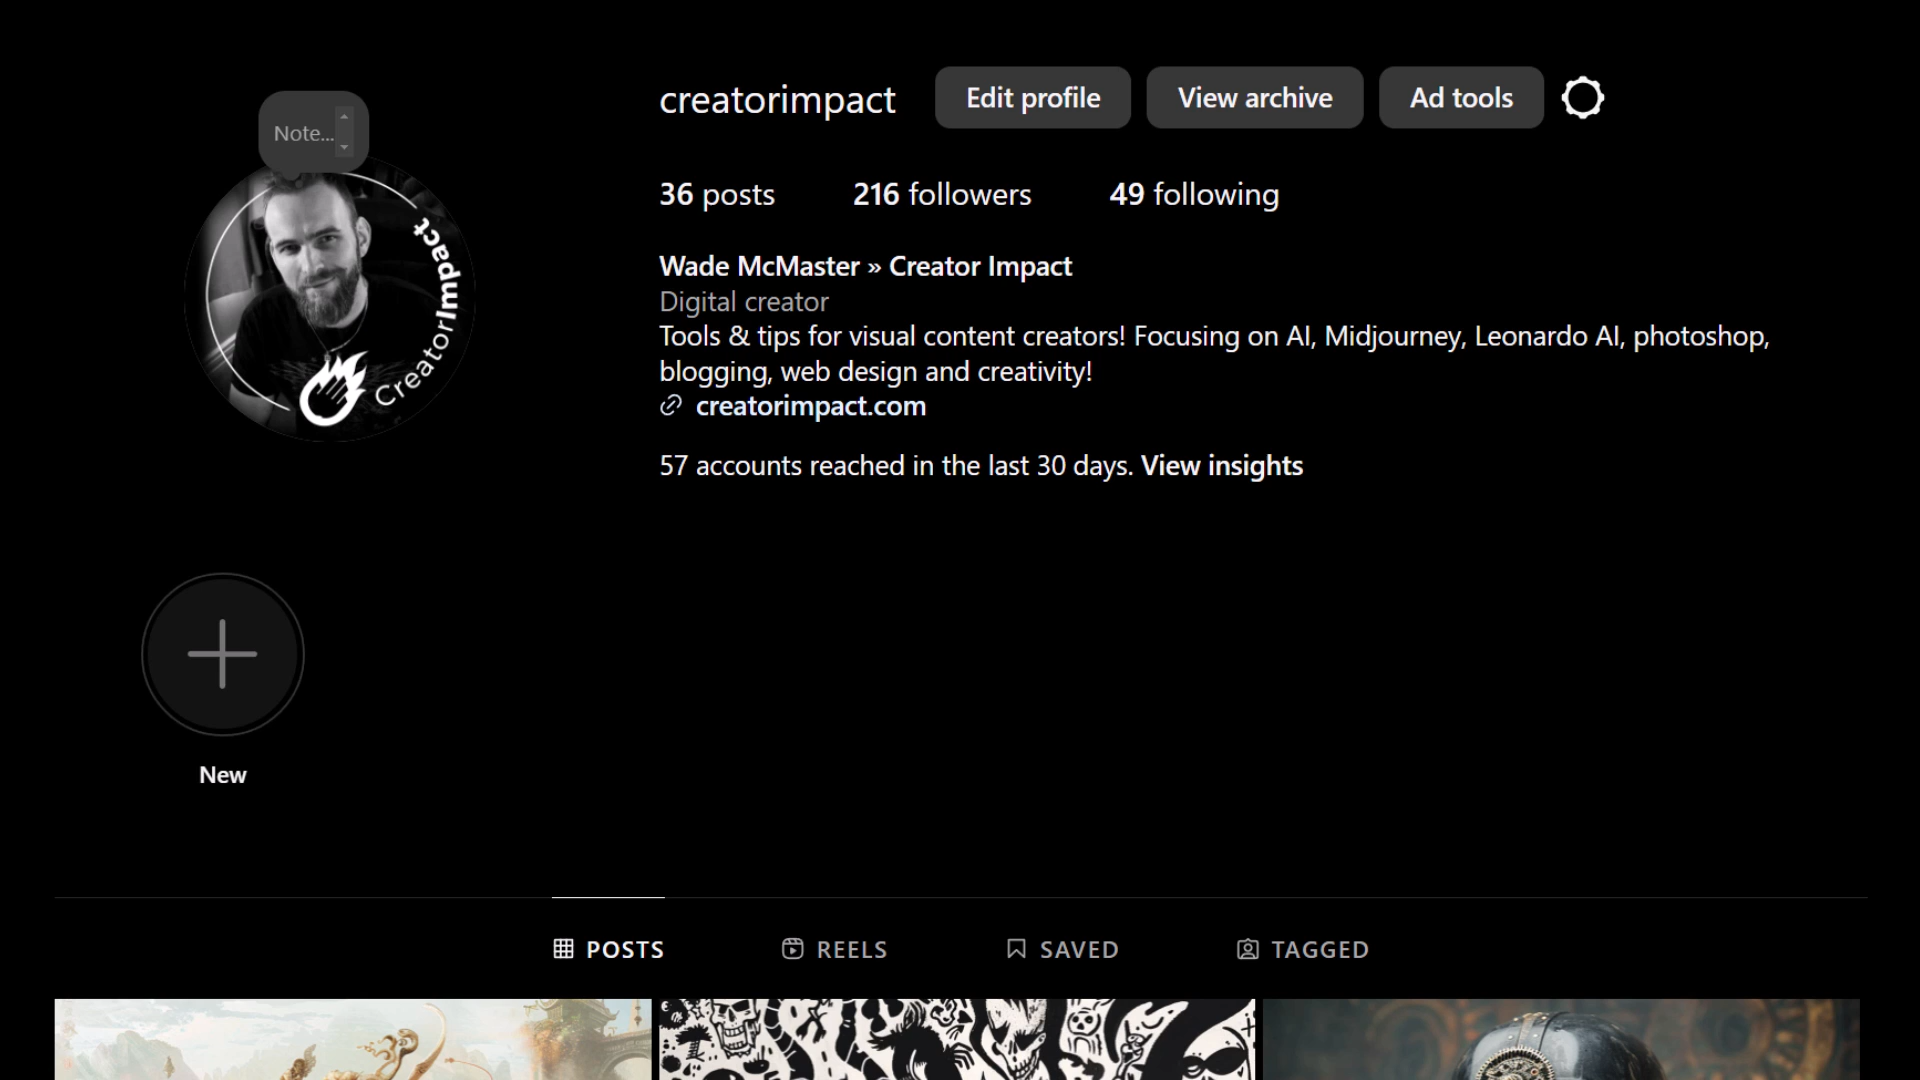 creatorimpact Edit profile View archive Ad tools
Note...
36 posts 216 followers 49 following
CreatorImpact
Wade McMaster » Creator Impact
Digital creator
Tools & tips for visual content creators! Focusing on AI, Midjourney, Leonardo AI, photoshop,
blogging, web design and creativity!
creatorimpact.com
57 accounts reached in the last 30 days. View insights
New
POSTS REELS SAVED TAGGED